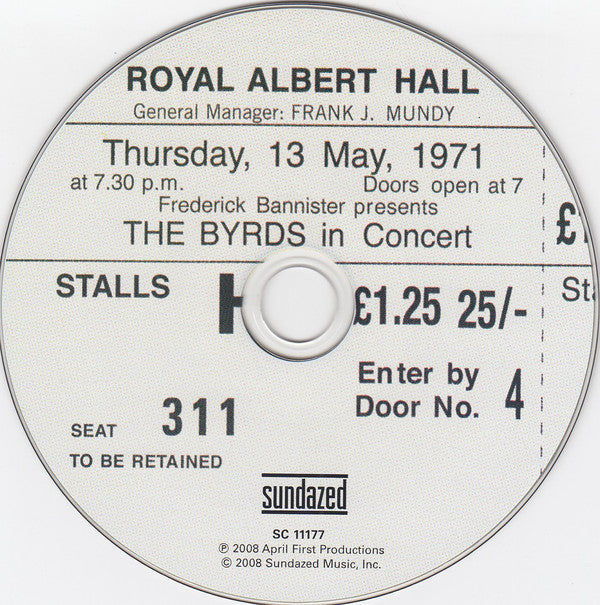 ROYAL ALBERT HALL
General Manager: FRANK J. MUNDY
Thursday, 13 May, 1971
at 7.30 p.m. Doors open at 7
Frederick Bannister presents
THE BYRDS in Concert
£
STALLS H £1.25 25/- St
Enter by
Door No. 4
SEAT 311
TO BE RETAINED
sundazed
SC 11177
℗ 2008 April First Productions
© 2008 Sundazed Music, Inc.